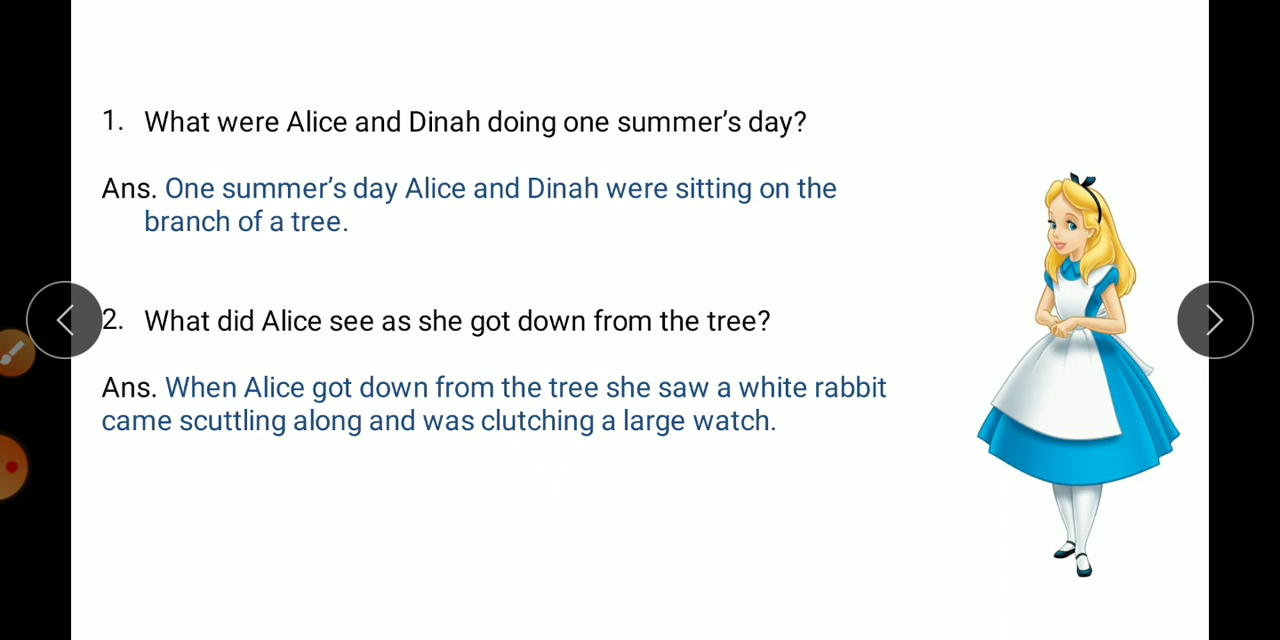 1. What were Alice and Dinah doing one summer’s day?
Ans. One summer’s day Alice and Dinah were sitting on the
branch of a tree.
2. What did Alice see as she got down from the tree?
Ans. When Alice got down from the tree she saw a white rabbit
came scuttling along and was clutching a large watch.